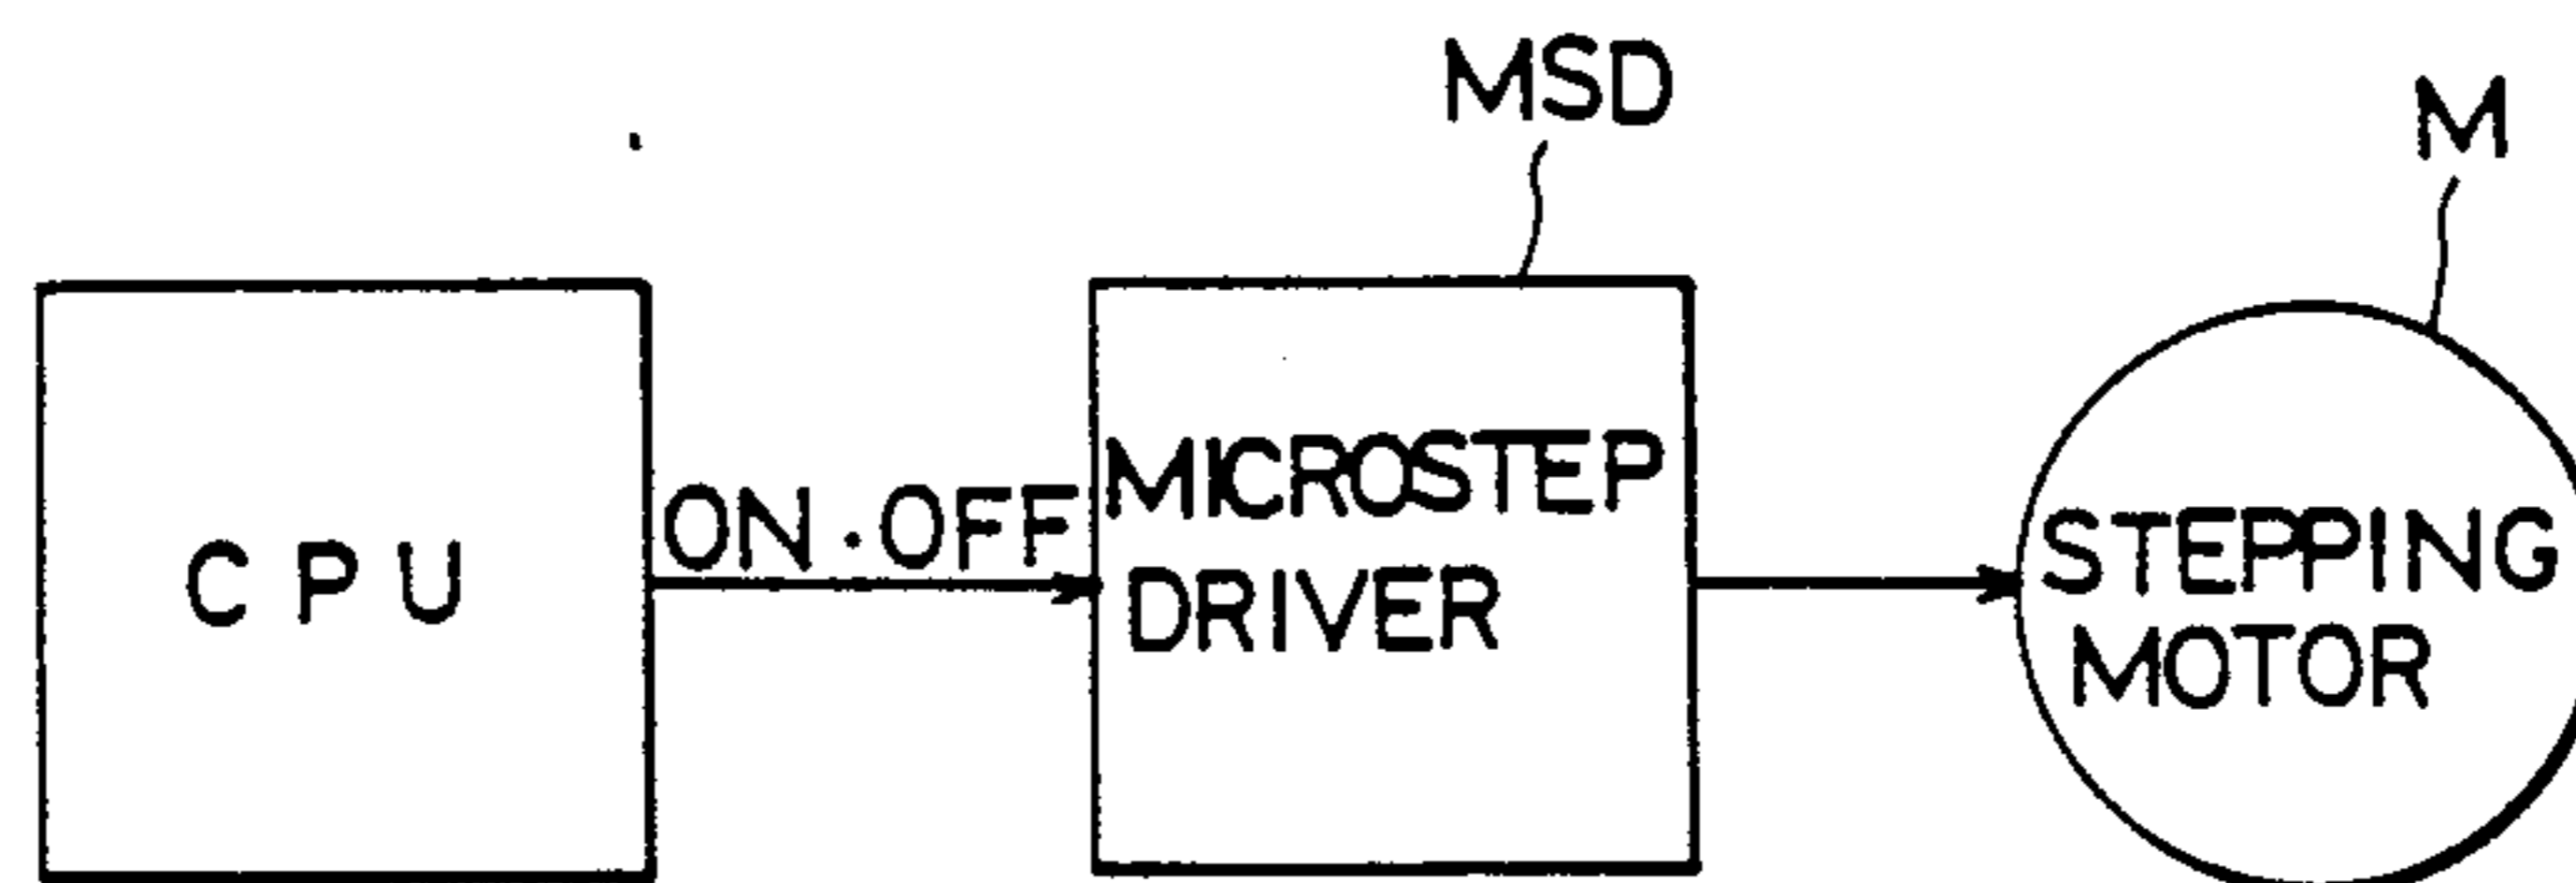 MSD
M
CPU
ON·OFF
MICROSTEP
DRIVER
STEPPING
MOTOR